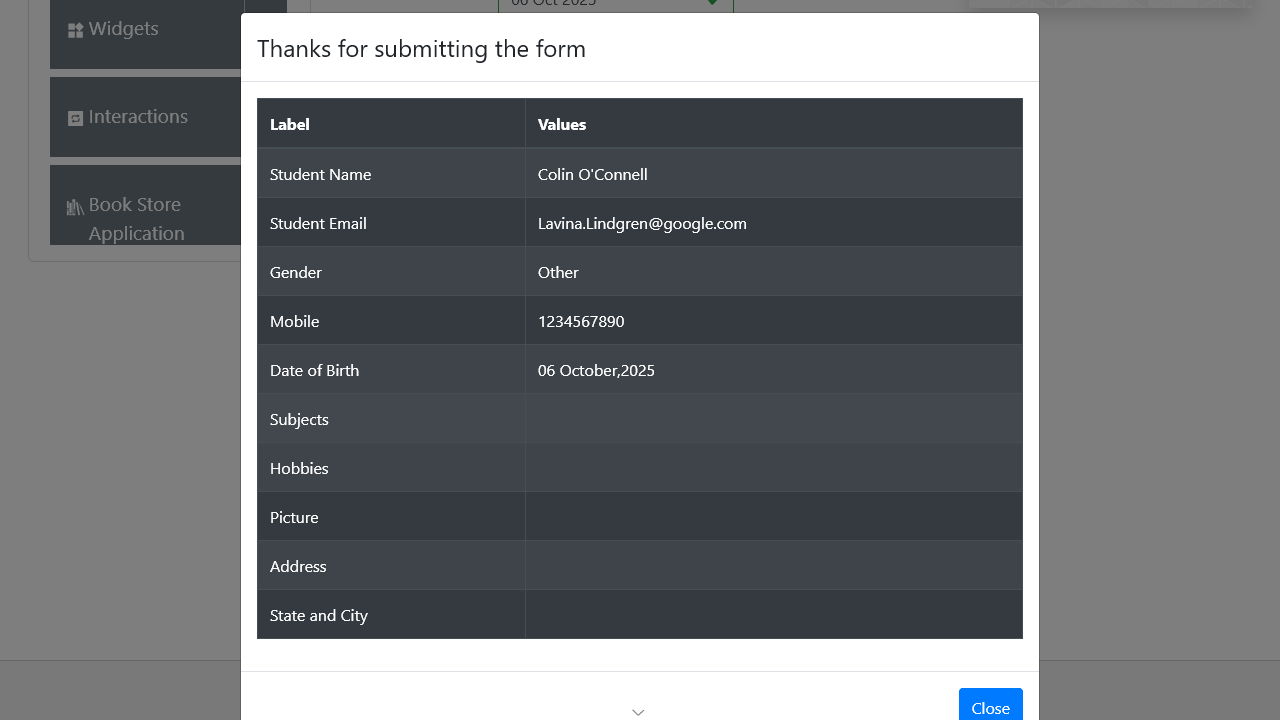 06 Oct 2025
Widgets
Interactions
Book Store
Application
Thanks for submitting the form
Label Values
Student Name Colin O'Connell
Student Email Lavina.Lindgren@google.com
Gender Other
Mobile 1234567890
Date of Birth 06 October,2025
Subjects
Hobbies
Picture
Address
State and City
Close